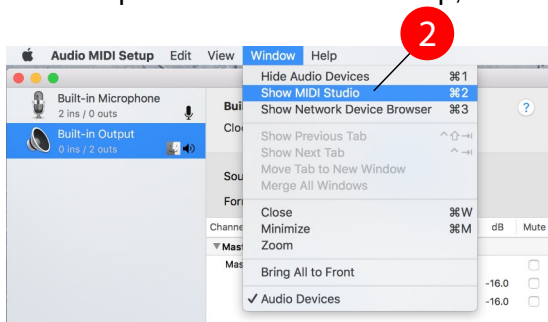 2
Audio MIDI Setup Edit View Window Help
Hide Audio Devices ⌘1
Show MIDI Studio ⌘2
Show Network Device Browser ⌘3
Show Previous Tab ^⇧⇥
Show Next Tab ^⇥
Move Tab to New Window
Merge All Windows
Close ⌘W
Minimize ⌘M
Zoom
Bring All to Front
✓ Audio Devices
Built-in Microphone
2 ins / 0 outs
Built-in Output
0 ins / 2 outs
?
dB Mute
-16.0
-16.0